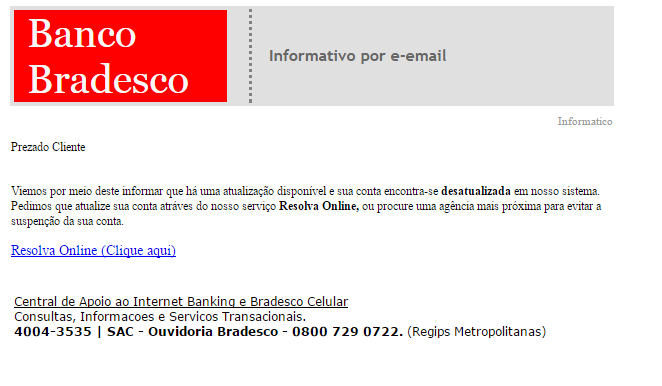 Banco
Bradesco
Informativo por e-email
Informatico
Prezado Cliente
Viemos por meio deste informar que há uma atualização disponível e sua conta encontra-se desatualizada em nosso sistema.
Pedimos que atualize sua conta atráves do nosso serviço Resolva Online, ou procure uma agência mais próxima para evitar a
suspenção da sua conta.
Resolva Online (Clique aqui)
Central de Apoio ao Internet Banking e Bradesco Celular
Consultas, Informacoes e Servicos Transacionais.
4004-3535 | SAC - Ouvidoria Bradesco - 0800 729 0722. (Regips Metropolitanas)